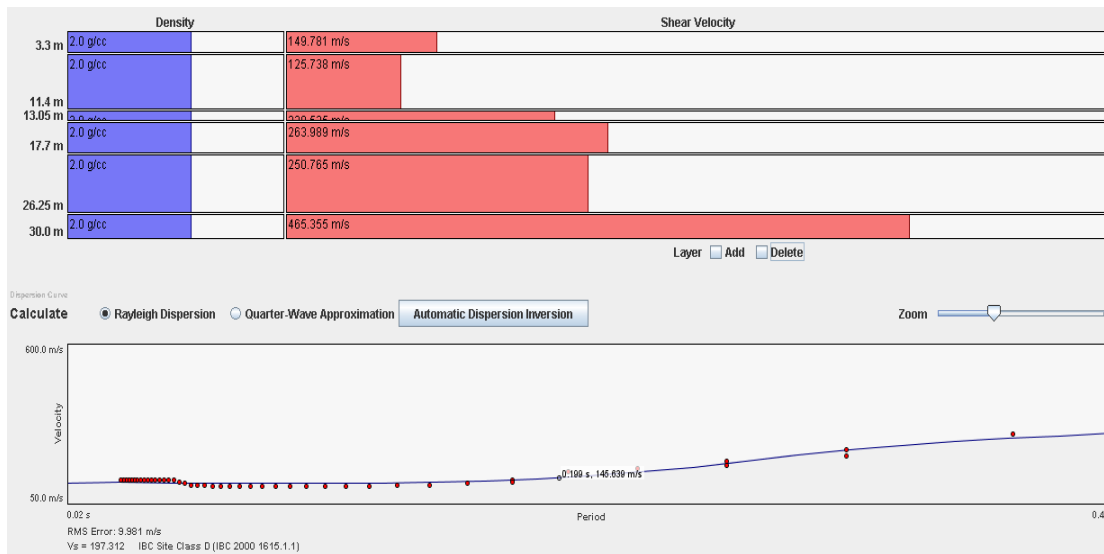 Density Shear Velocity
3.3 m 2.0 g/cc 149.781 m/s
2.0 g/cc 125.738 m/s
11.4 m
13.05 m
2.0 g/cc 263.989 m/s
17.7 m
2.0 g/cc 250.765 m/s
26.25 m
2.0 g/cc 465.355 m/s
30.0 m
Layer Add Delete
Dispersion Curve
Calculate Rayleigh Dispersion Quarter-Wave Approximation Automatic Dispersion Inversion Zoom
600.0 m/s
Velocity
0.199 s, 145.639 m/s
50.0 m/s
0.02 s Period 0.4
RMS Error: 9.981 m/s
Vs = 197.312 IBC Site Class D (IBC 2000 1615.1.1)